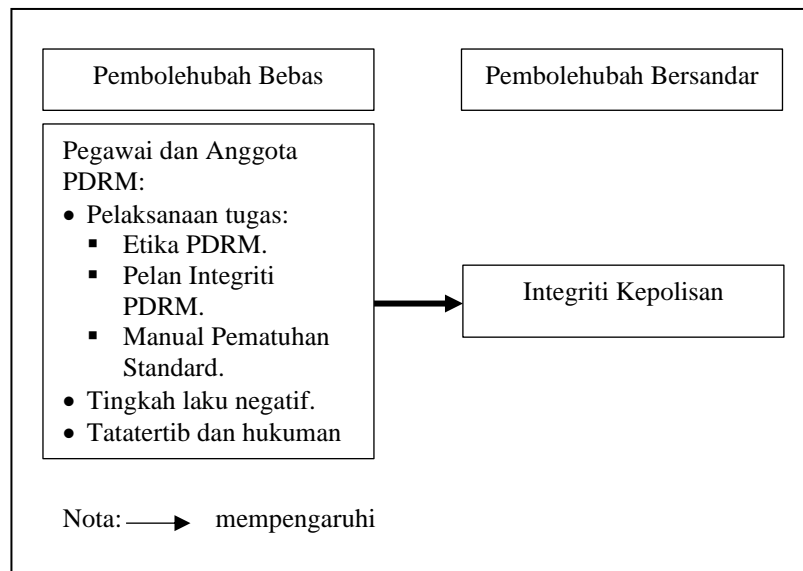 Pembolehubah Bebas
Pembolehubah Bersandar
Pegawai dan Anggota
PDRM:
• Pelaksanaan tugas:
▪ Etika PDRM.
▪ Pelan Integriti
PDRM.
▪ Manual Pematuhan
Standard.
• Tingkah laku negatif.
• Tatatertib dan hukuman
Integriti Kepolisan
Nota: mempengaruhi